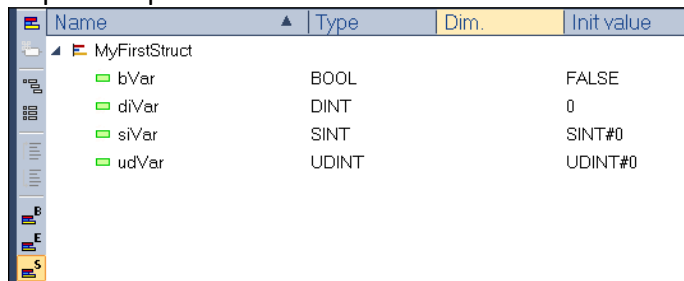 Name ▲ Type Dim. Init value
MyFirstStruct
bVar BOOL FALSE
diVar DINT 0
siVar SINT SINT#0
udVar UDINT UDINT#0
B
E
S